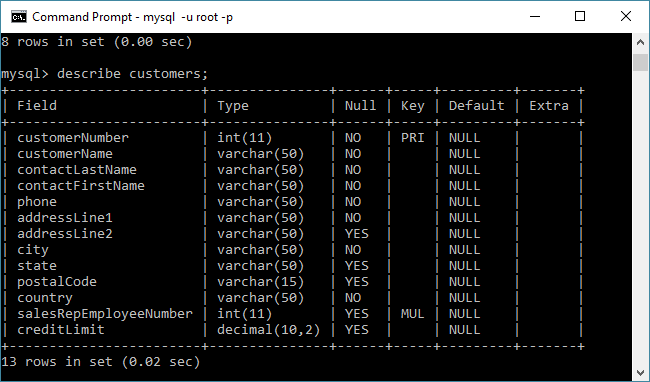 Command Prompt - mysql -u root -p
8 rows in set (0.00 sec)
mysql> describe customers;
+------------------------+---------------+------+-----+---------+-------+
| Field                  | Type          | Null | Key | Default | Extra |
+------------------------+---------------+------+-----+---------+-------+
| customerNumber         | int(11)       | NO   | PRI | NULL    |       |
| customerName           | varchar(50)   | NO   |     | NULL    |       |
| contactLastName        | varchar(50)   | NO   |     | NULL    |       |
| contactFirstName       | varchar(50)   | NO   |     | NULL    |       |
| phone                  | varchar(50)   | NO   |     | NULL    |       |
| addressLine1           | varchar(50)   | NO   |     | NULL    |       |
| addressLine2           | varchar(50)   | YES  |     | NULL    |       |
| city                   | varchar(50)   | NO   |     | NULL    |       |
| state                  | varchar(50)   | YES  |     | NULL    |       |
| postalCode             | varchar(15)   | YES  |     | NULL    |       |
| country                | varchar(50)   | NO   |     | NULL    |       |
| salesRepEmployeeNumber | int(11)       | YES  | MUL | NULL    |       |
| creditLimit            | decimal(10,2) | YES  |     | NULL    |       |
+------------------------+---------------+------+-----+---------+-------+
13 rows in set (0.02 sec)